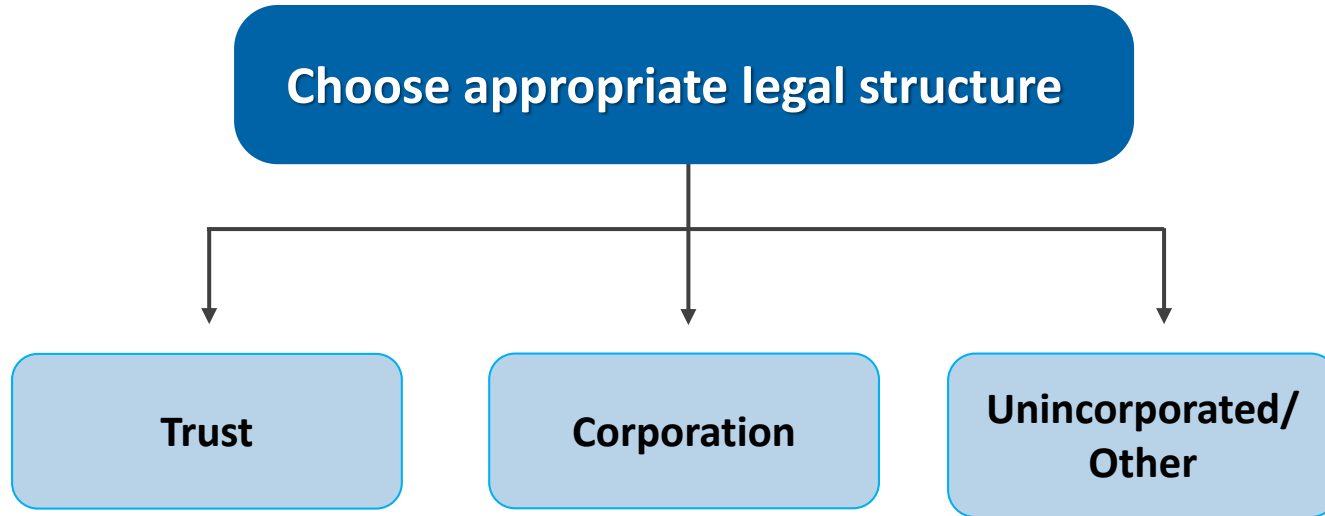 Choose appropriate legal structure
Trust
Corporation
Unincorporated/
Other